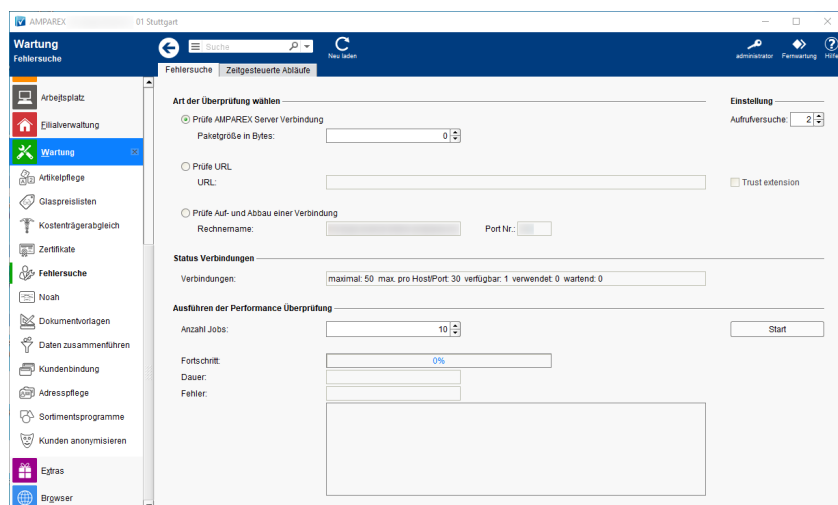 AMPAREX 01 Stuttgart
Wartung
Fehlersuche
Suche
Neu laden
administrator
Fernwartung
Hilfe
Fehlersuche
Zeitgesteuerte Abläufe
Arbeitsplatz
Filialverwaltung
Wartung
Artikelpflege
Glaspreislisten
Kostenträgerabgleich
Zertifikate
Fehlersuche
Noah
Dokumentvorlagen
Daten zusammenführen
Kundenbindung
Adresspflege
Sortimentsprogramme
Kunden anonymisieren
Extras
Browser
Art der Überprüfung wählen
Einstellung
Prüfe AMPAREX Server Verbindung
Aufrufversuche: 2
Paketgröße in Bytes: 0
Prüfe URL
URL:
Trust extension
Prüfe Auf- und Abbau einer Verbindung
Rechnername:
Port Nr.:
Status Verbindungen
Verbindungen: maximal: 50 max. pro Host/Port: 30 verfügbar: 1 verwendet: 0 wartend: 0
Ausführen der Performance Überprüfung
Anzahl Jobs: 10
Start
Fortschritt: 0%
Dauer:
Fehler: